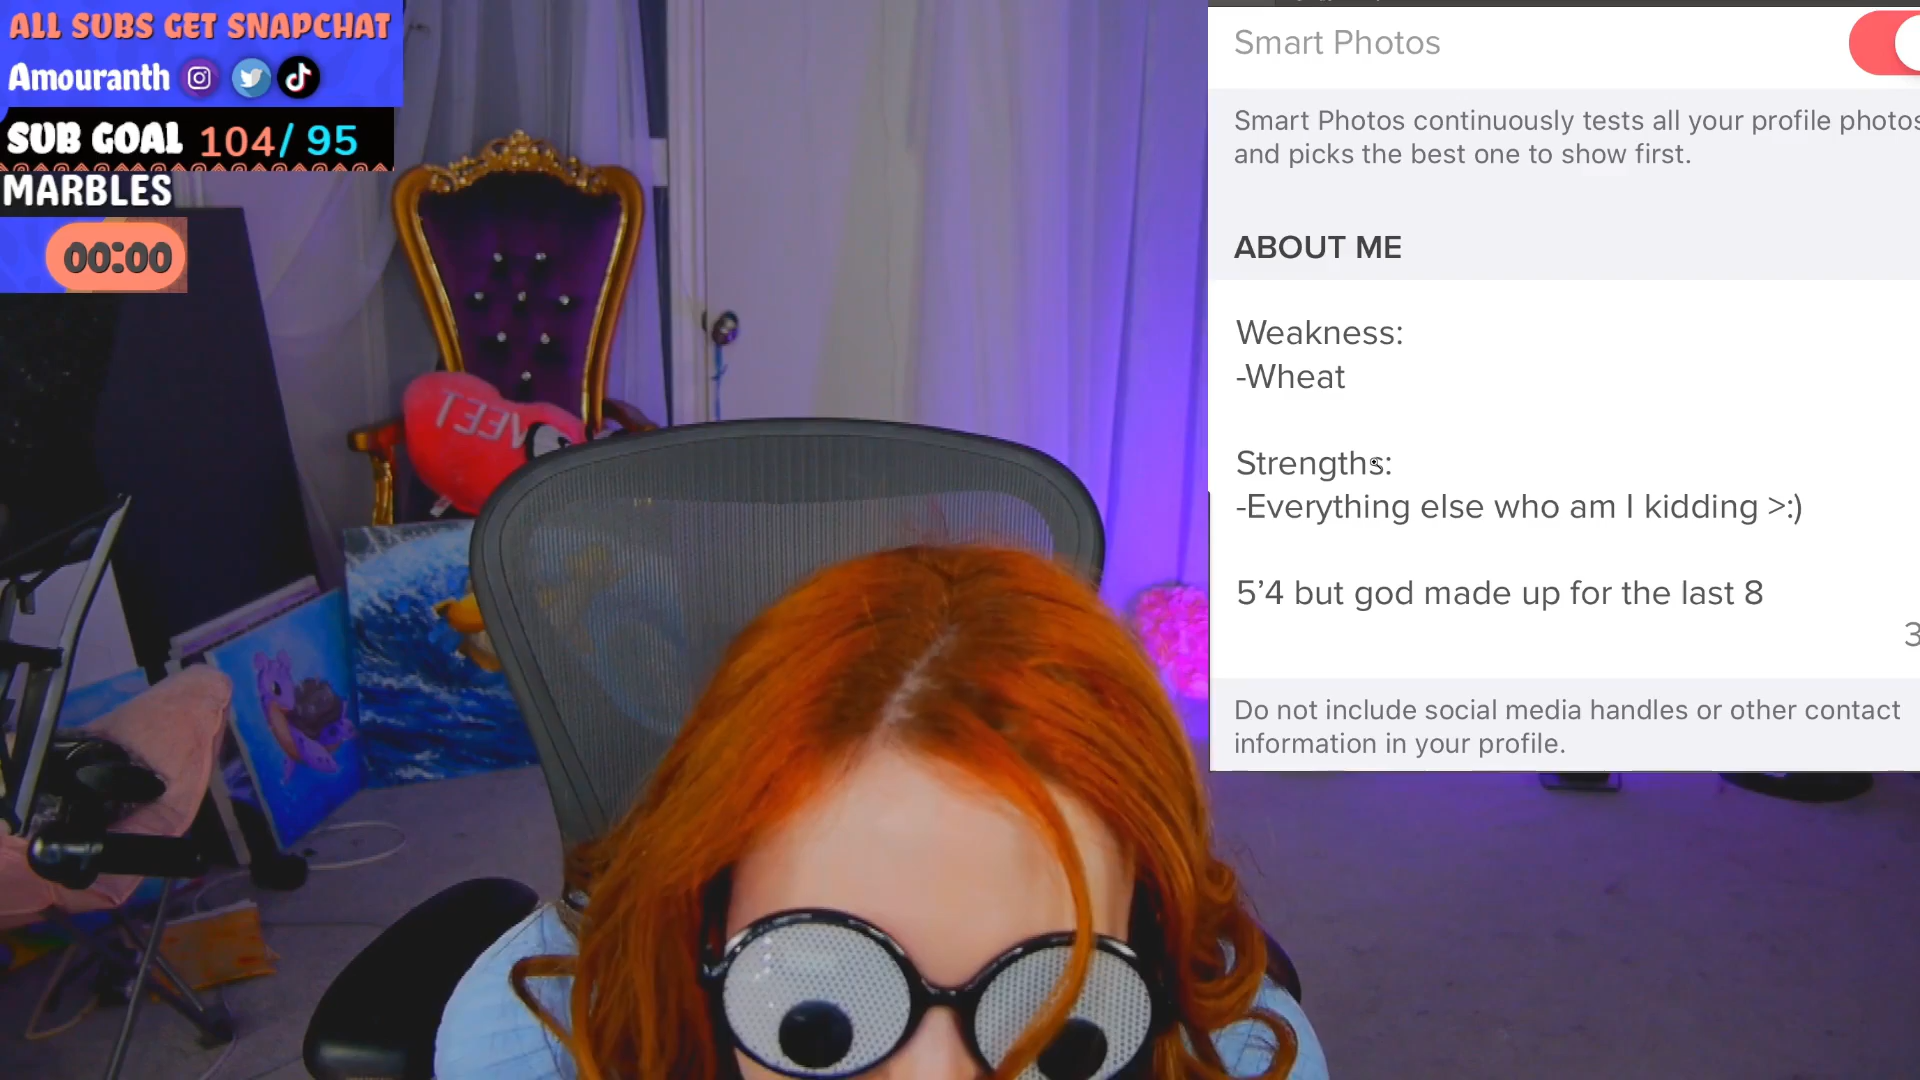 ALL SUBS GET SNAPCHAT
Amouranth
SUB GOAL 104/ 95
MARBLES
00:00
Smart Photos
Smart Photos continuously tests all your profile photos
and picks the best one to show first.
ABOUT ME
Weakness:
-Wheat
Strengths:
-Everything else who am I kidding >:)
5’4 but god made up for the last 8
3
Do not include social media handles or other contact
information in your profile.